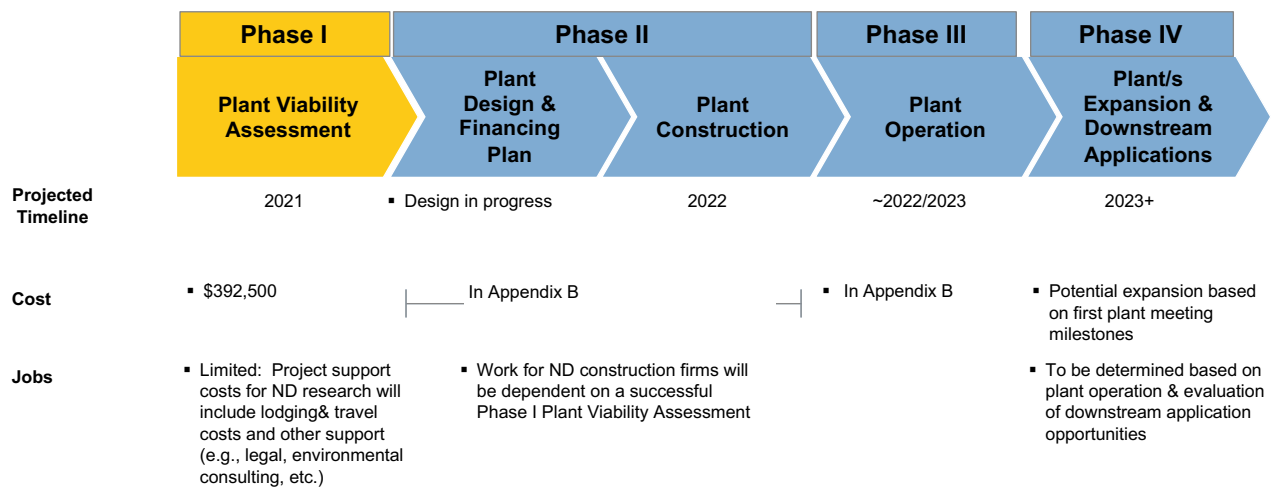 Phase I
Phase II
Phase III
Phase IV
Plant Viability
Assessment
Plant
Design &
Financing
Plan
Plant
Construction
Plant
Operation
Plant/s
Expansion &
Downstream
Applications
Projected
Timeline
2021
▪ Design in progress
2022
~2022/2023
2023+
Cost
▪ $392,500
In Appendix B
▪ In Appendix B
▪ Potential expansion based
on first plant meeting
milestones
Jobs
▪ Limited: Project support
costs for ND research will
include lodging& travel
costs and other support
(e.g., legal, environmental
consulting, etc.)
▪ Work for ND construction firms will
be dependent on a successful
Phase I Plant Viability Assessment
▪ To be determined based on
plant operation & evaluation
of downstream application
opportunities